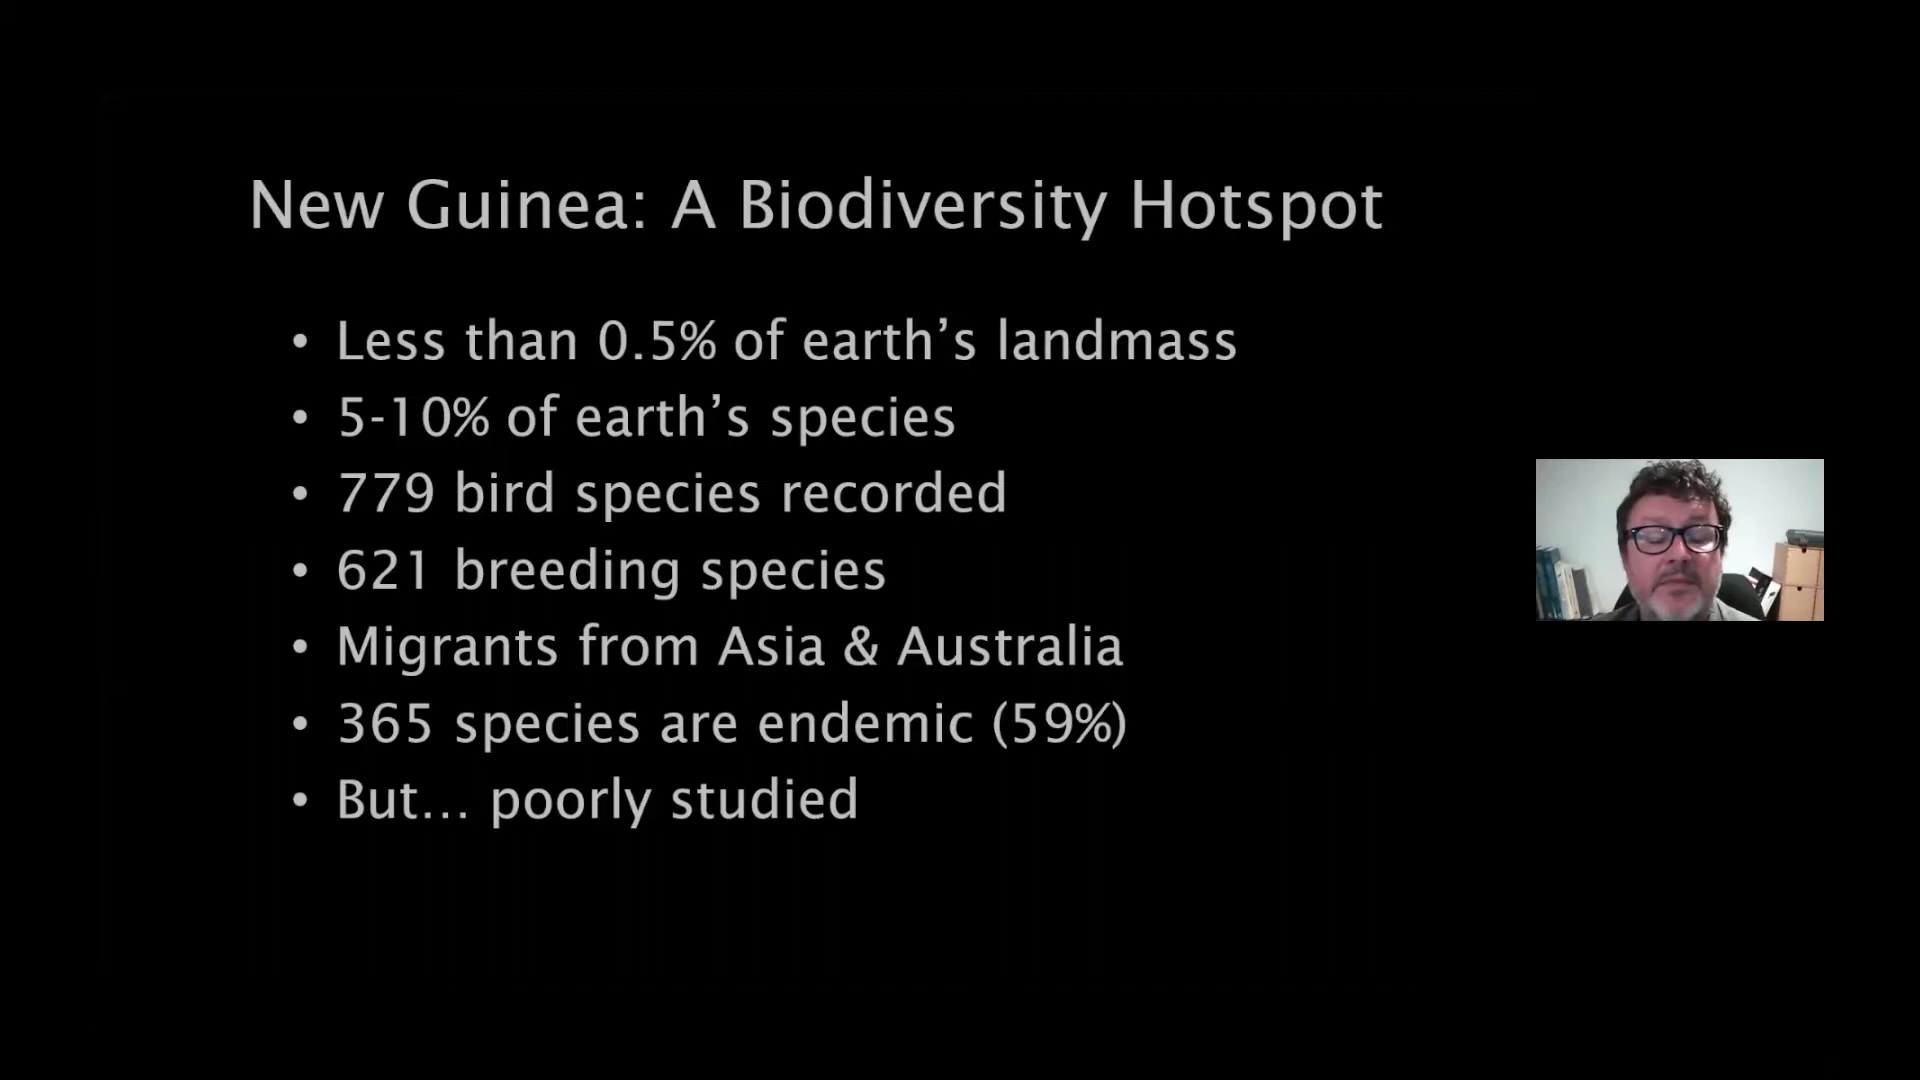 New Guinea: A Biodiversity Hotspot
• Less than 0.5% of earth’s landmass
• 5-10% of earth’s species
• 779 bird species recorded
• 621 breeding species
• Migrants from Asia & Australia
• 365 species are endemic (59%)
• But... poorly studied